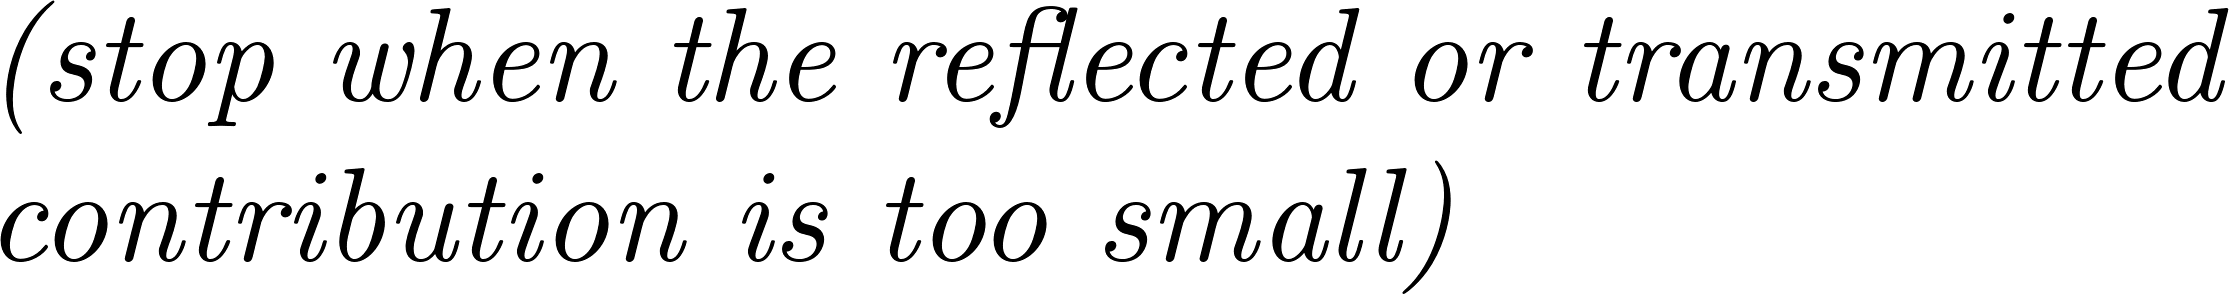 (stop when the reflected or transmitted
contribution is too small)